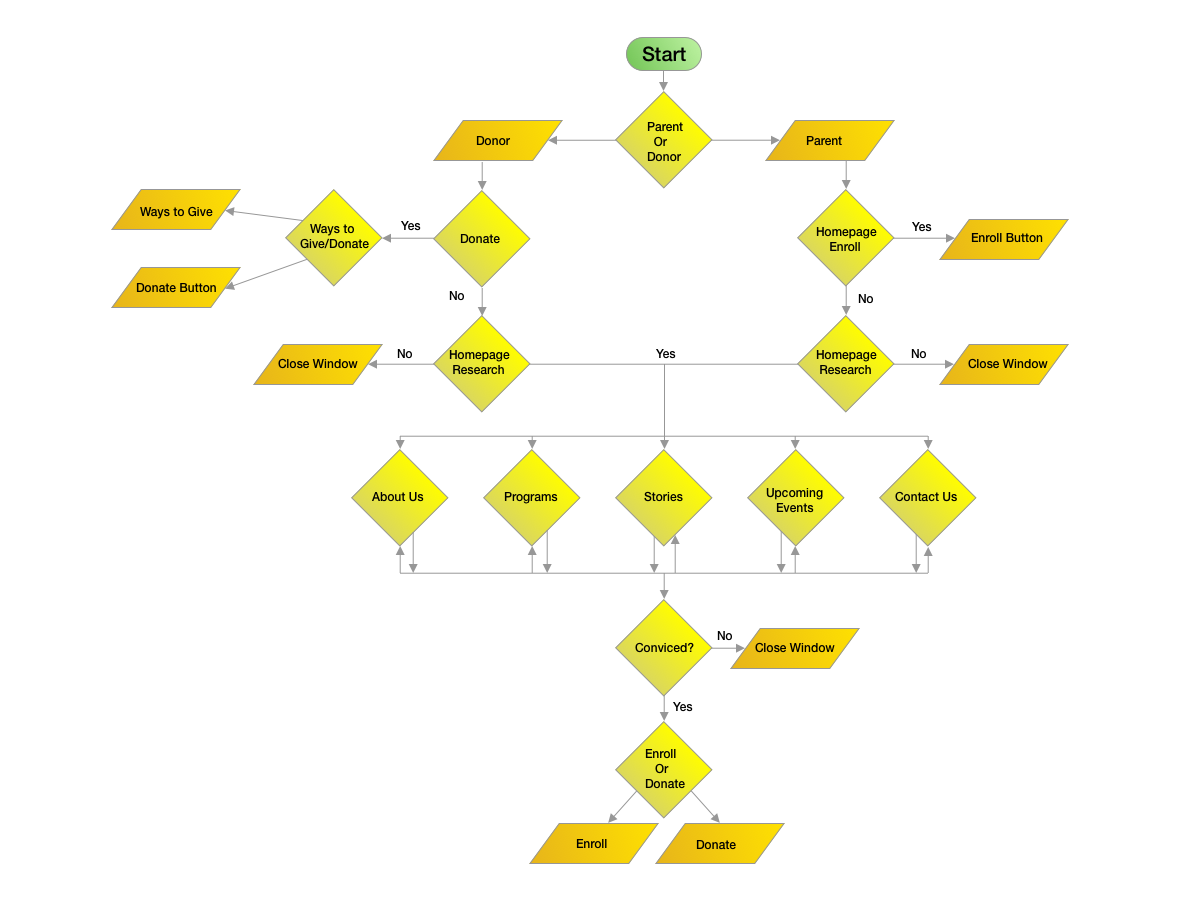 Start
Parent
Or
Donor
Donor
Parent
Ways to Give
Ways to
Give/Donate
Yes
Donate
Homepage
Enroll
Yes
Enroll Button
Donate Button
No
No
Close Window
No
Homepage
Research
Yes
Homepage
Research
No
Close Window
About Us
Programs
Stories
Upcoming
Events
Contact Us
Conviced?
No
Close Window
Yes
Enroll
Or
Donate
Enroll
Donate